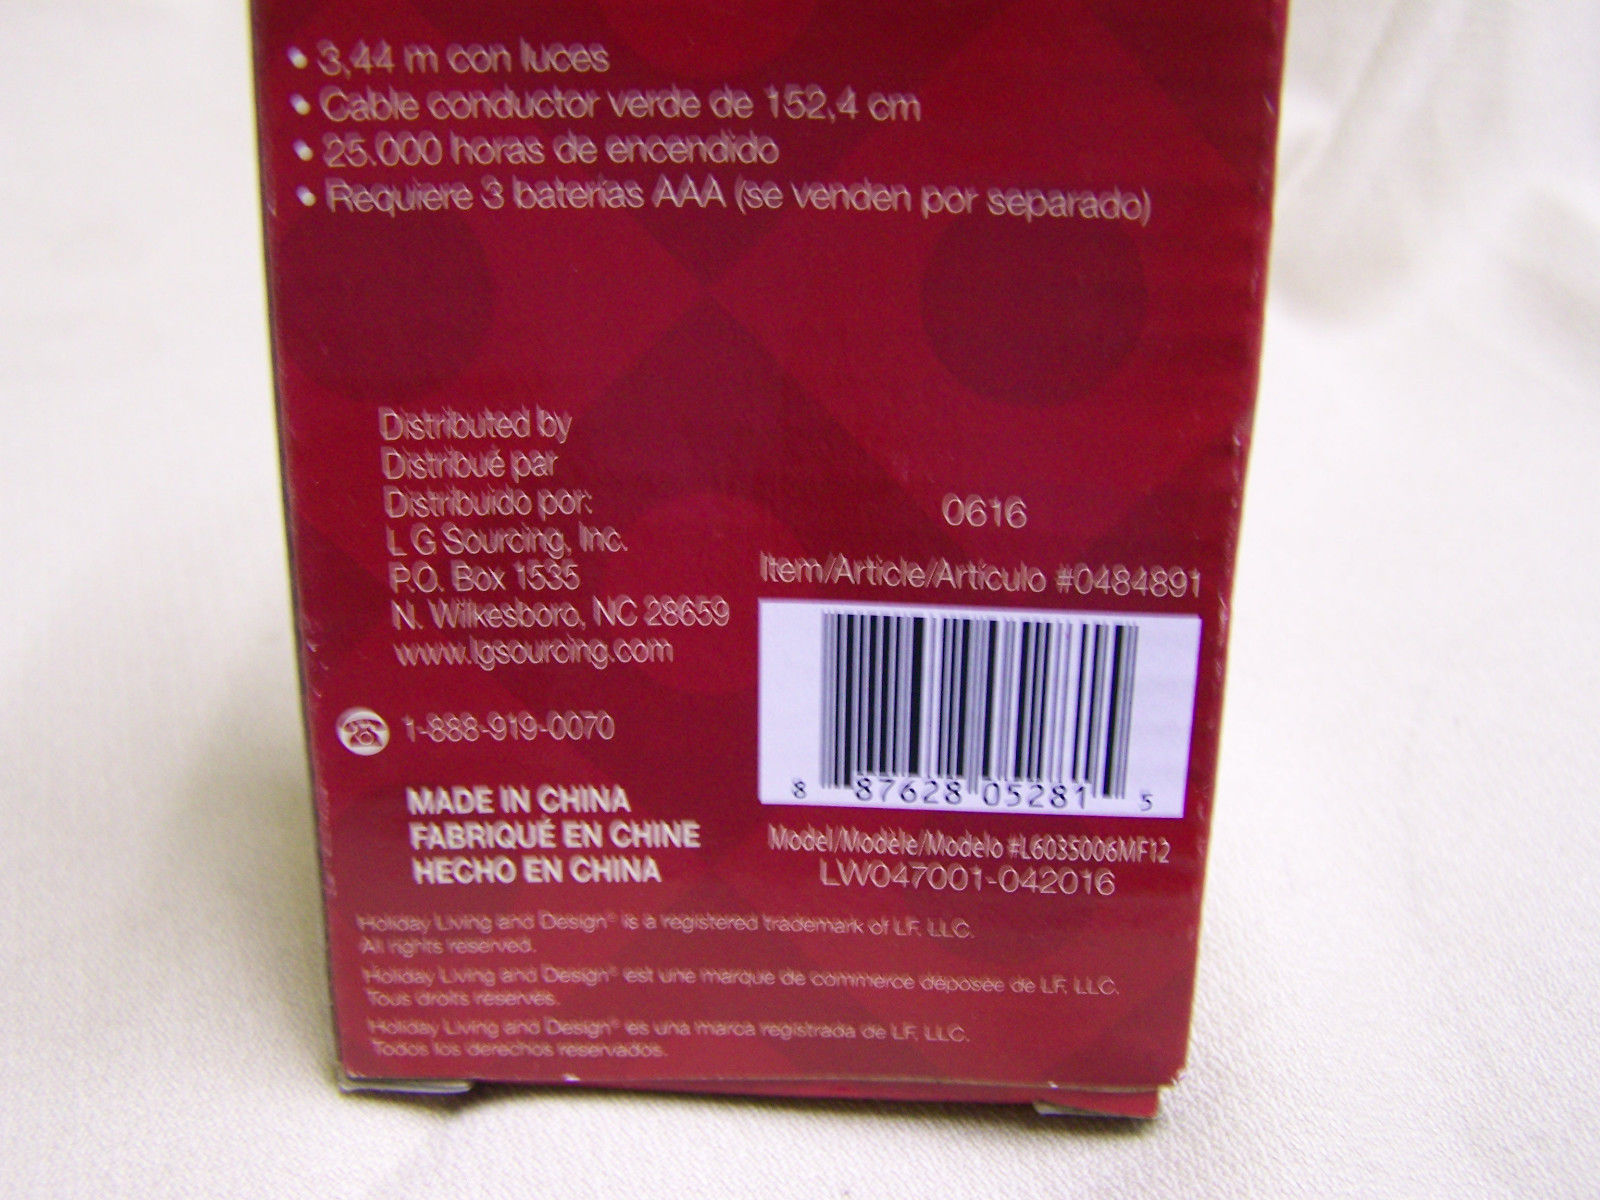 • 3,44 m con luces
• Cable conductor verde de 152,4 cm
• 25.000 horas de encendido
• Requiere 3 baterías AAA (se venden por separado)
Distributed by
Distribué par
Distribuido por:
L G Sourcing, Inc.
P.O. Box 1535
N. Wilkesboro, NC 28659
www.lgsourcing.com
1-888-919-0070
MADE IN CHINA
FABRIQUÉ EN CHINE
HECHO EN CHINA
0616
Item/Article/Artículo #0484891
8 87628 05281 5
Model/Modèle/Modelo #L6035006MF12
LW047001-042016
Holiday Living and Design® is a registered trademark of LF, LLC.
All rights reserved.
Holiday Living and Design® est une marque de commerce déposée de LF, LLC.
Tous droits réservés.
Holiday Living and Design® es una marca registrada de LF, LLC.
Todos los derechos reservados.